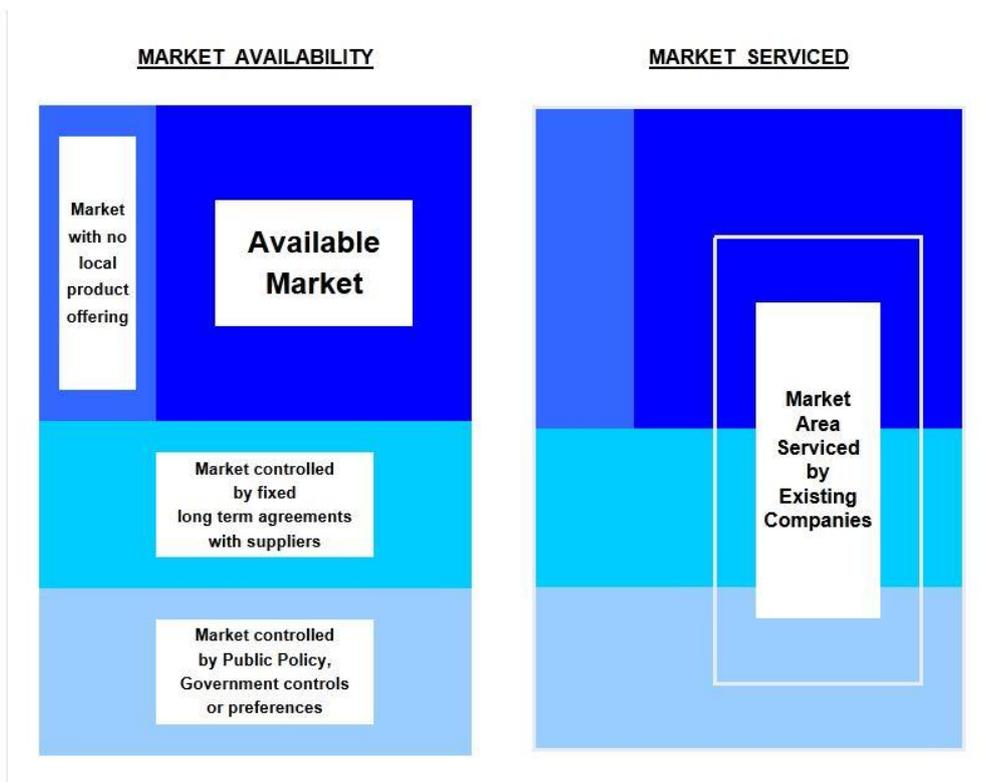 MARKET AVAILABILITY
Market
with no
local
product
offering
Available
Market
Market controlled
by fixed
long term agreements
with suppliers
Market controlled
by Public Policy,
Government controls
or preferences
MARKET SERVICED
Market
Area
Serviced
by
Existing
Companies